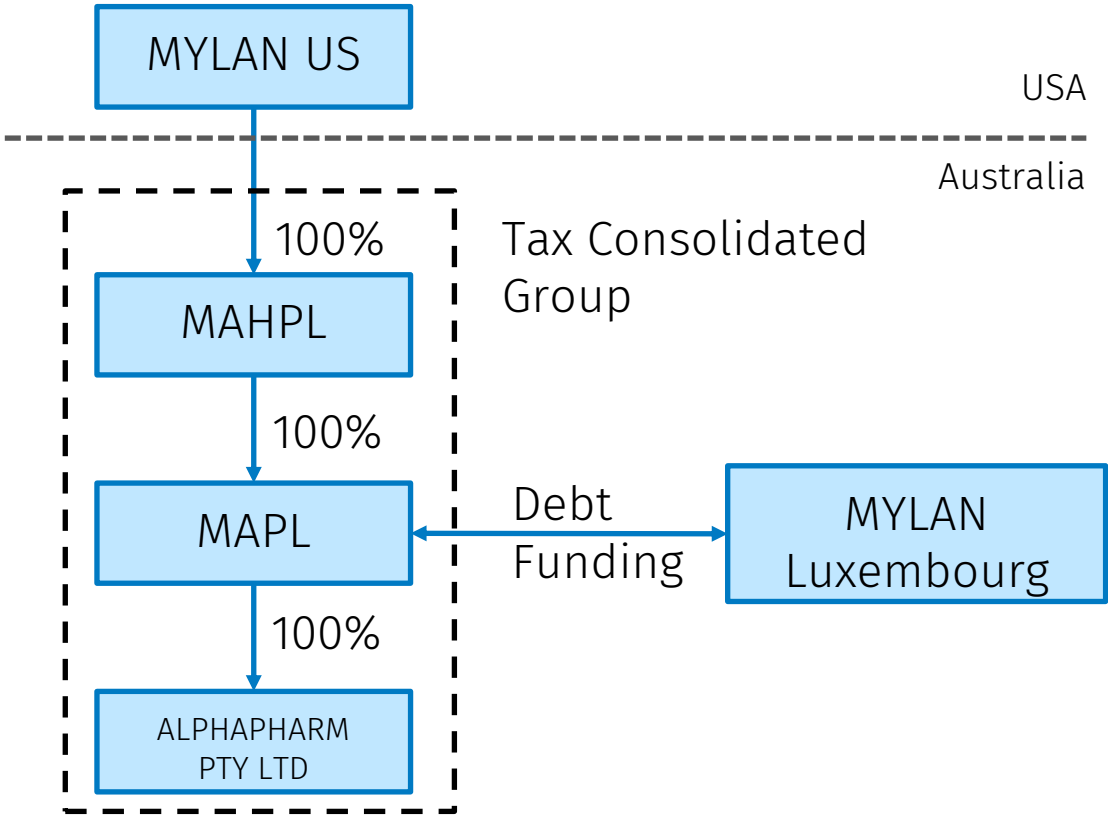 MYLAN US
USA
Australia
100%
Tax Consolidated
Group
MAHPL
100%
MAPL
Debt
Funding
MYLAN
Luxembourg
100%
ALPHAPHARM
PTY LTD